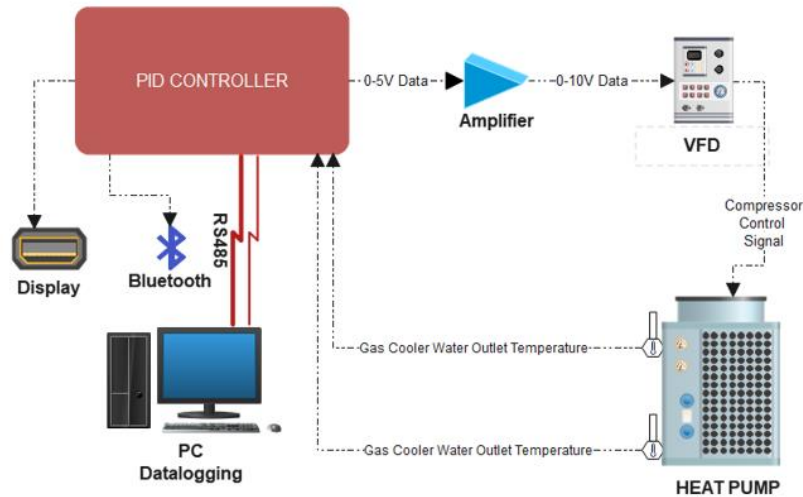 PID CONTROLLER
0-5V Data
Amplifier
0-10V Data
VFD
Compressor
Control
Signal
Display
Bluetooth
RS485
Gas Cooler Water Outlet Temperature
PC
Datalogging
Gas Cooler Water Outlet Temperature
HEAT PUMP